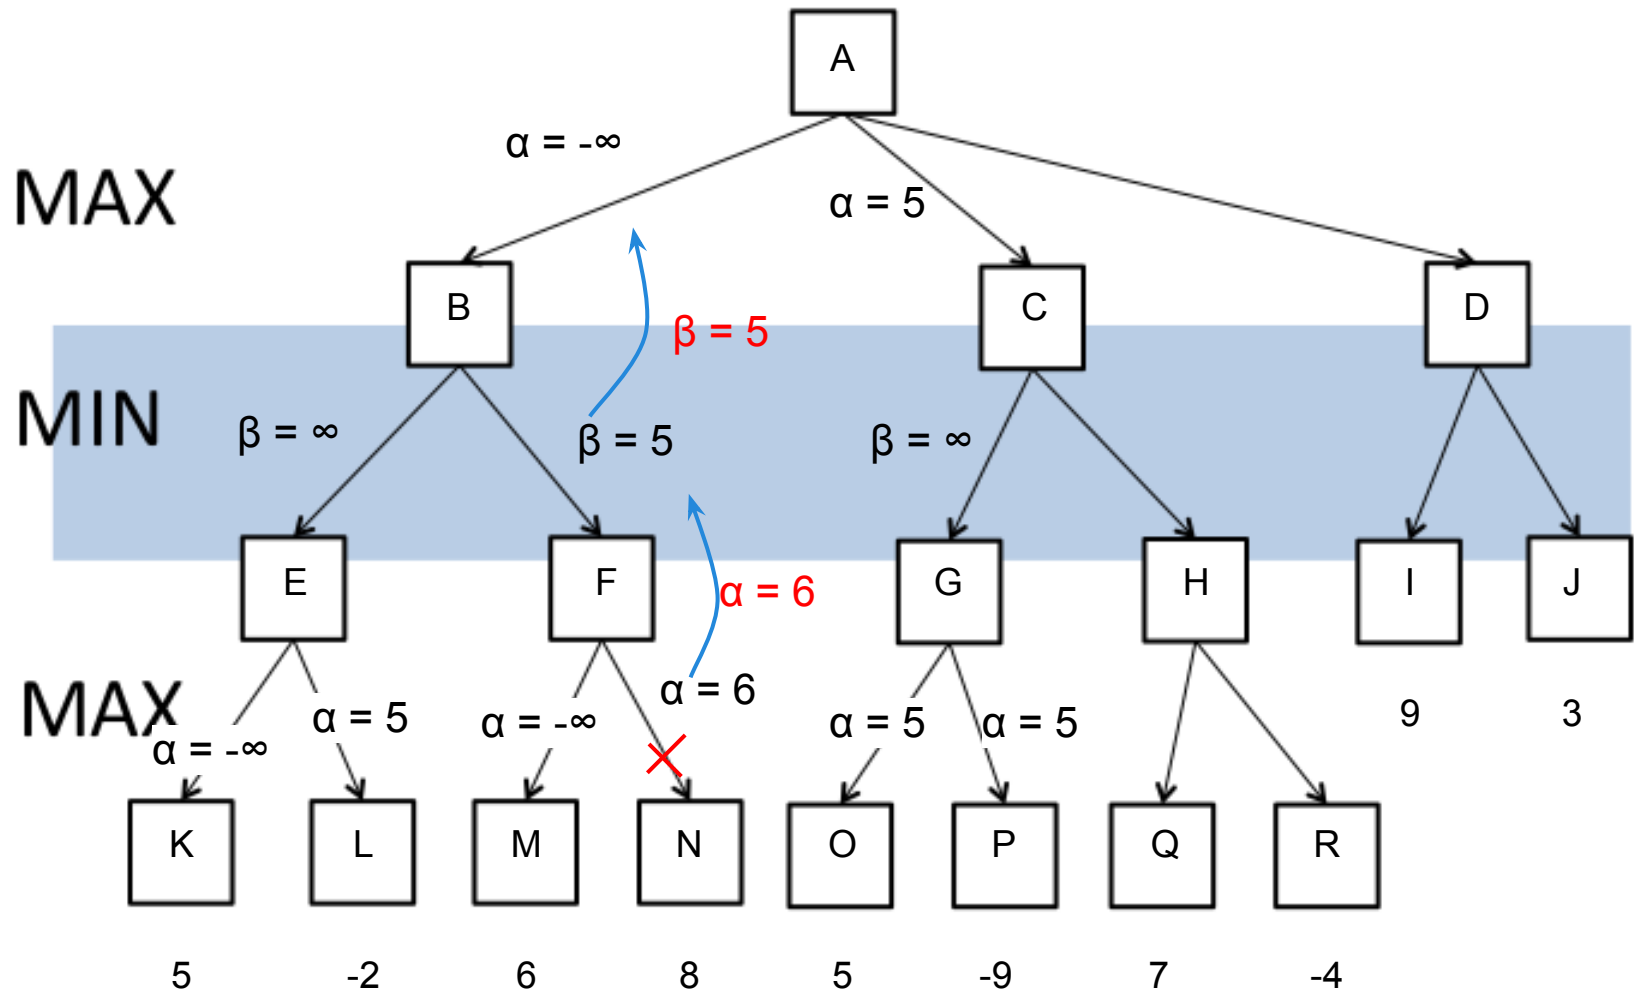 A
α = -∞
MAX
α = 5
B
C
D
β = 5
MIN
β = ∞
β = 5
β = ∞
E
F
G
H
I
J
α = 6
MAX
α = 5
α = -∞
α = 6
α = 5
α = 5
9
3
α = -∞
K
L
M
N
O
P
Q
R
5
-2
6
8
5
-9
7
-4